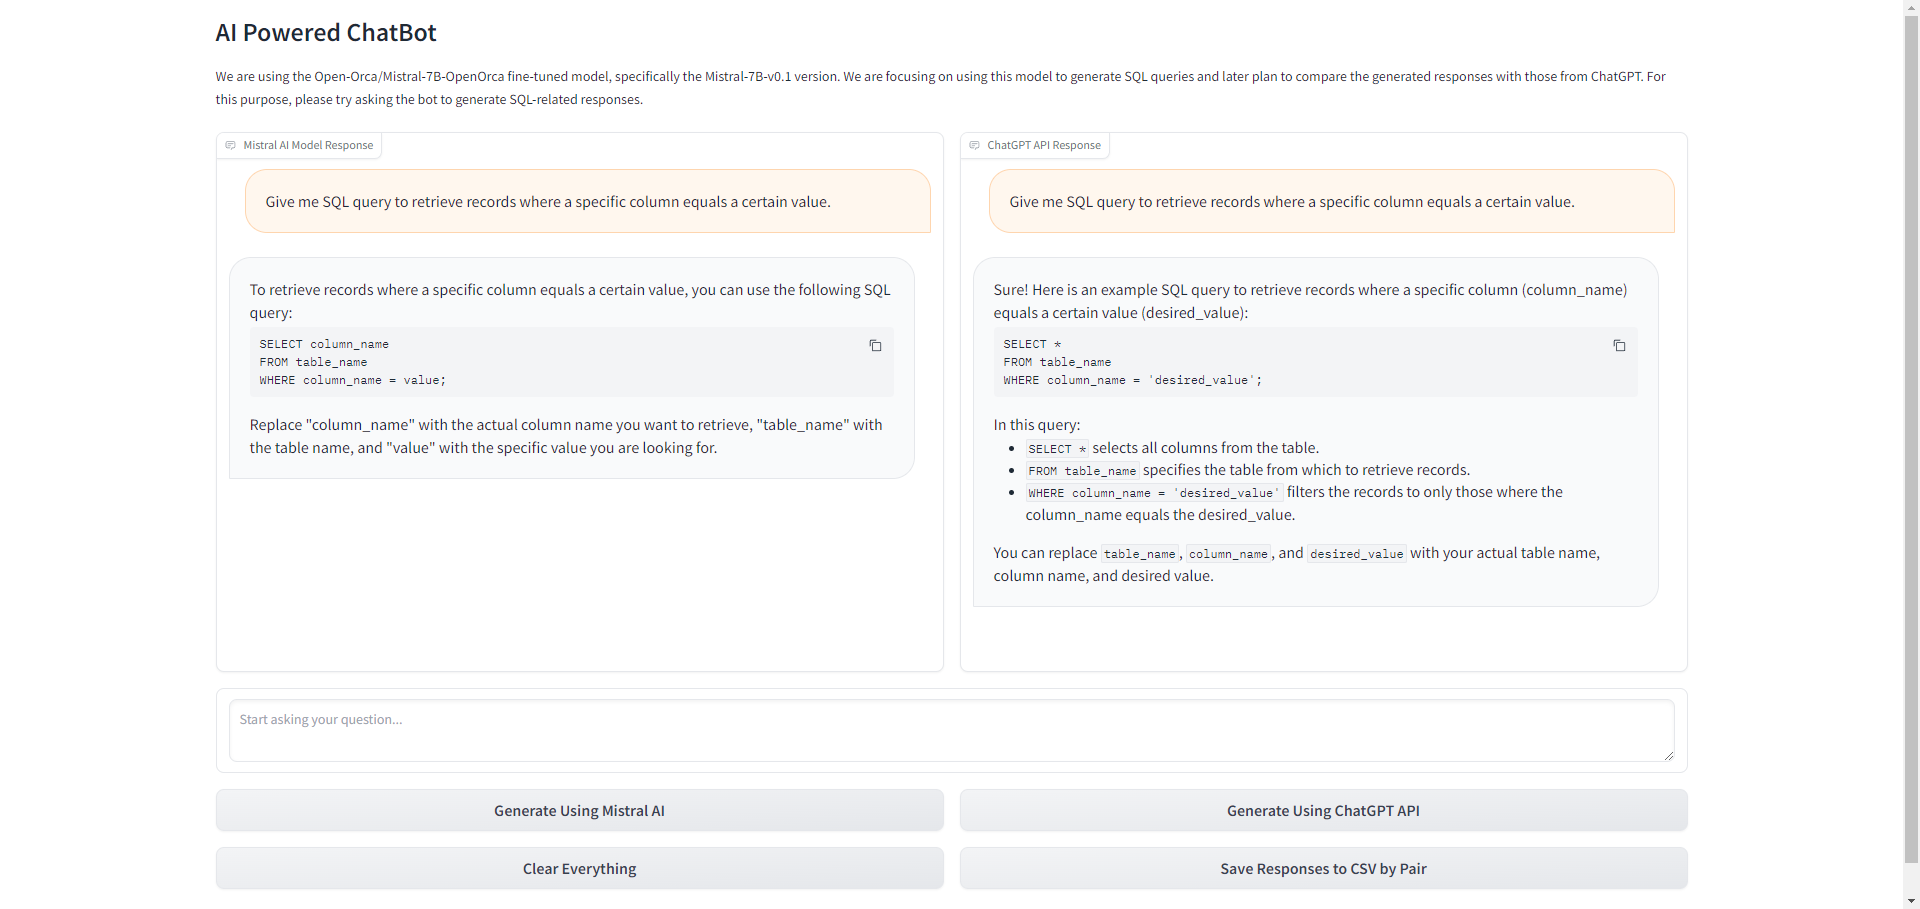 AI Powered ChatBot
We are using the Open-Orca/Mistral-7B-OpenOrca fine-tuned model, specifically the Mistral-7B-v0.1 version. We are focusing on using this model to generate SQL queries and later plan to compare the generated responses with those from ChatGPT. For
this purpose, please try asking the bot to generate SQL-related responses.
Mistral AI Model Response
Give me SQL query to retrieve records where a specific column equals a certain value.
To retrieve records where a specific column equals a certain value, you can use the following SQL
query:
SELECT column_name
FROM table_name
WHERE column_name = value;
Replace "column_name" with the actual column name you want to retrieve, "table_name" with
the table name, and "value" with the specific value you are looking for.
ChatGPT API Response
Give me SQL query to retrieve records where a specific column equals a certain value.
Sure! Here is an example SQL query to retrieve records where a specific column (column_name)
equals a certain value (desired_value):
SELECT *
FROM table_name
WHERE column_name = 'desired_value';
In this query:
• SELECT * selects all columns from the table.
• FROM table_name specifies the table from which to retrieve records.
• WHERE column_name = 'desired_value' filters the records to only those where the
column_name equals the desired_value.
You can replace table_name, column_name, and desired_value with your actual table name,
column name, and desired value.
Start asking your question...
Generate Using Mistral AI
Generate Using ChatGPT API
Clear Everything
Save Responses to CSV by Pair